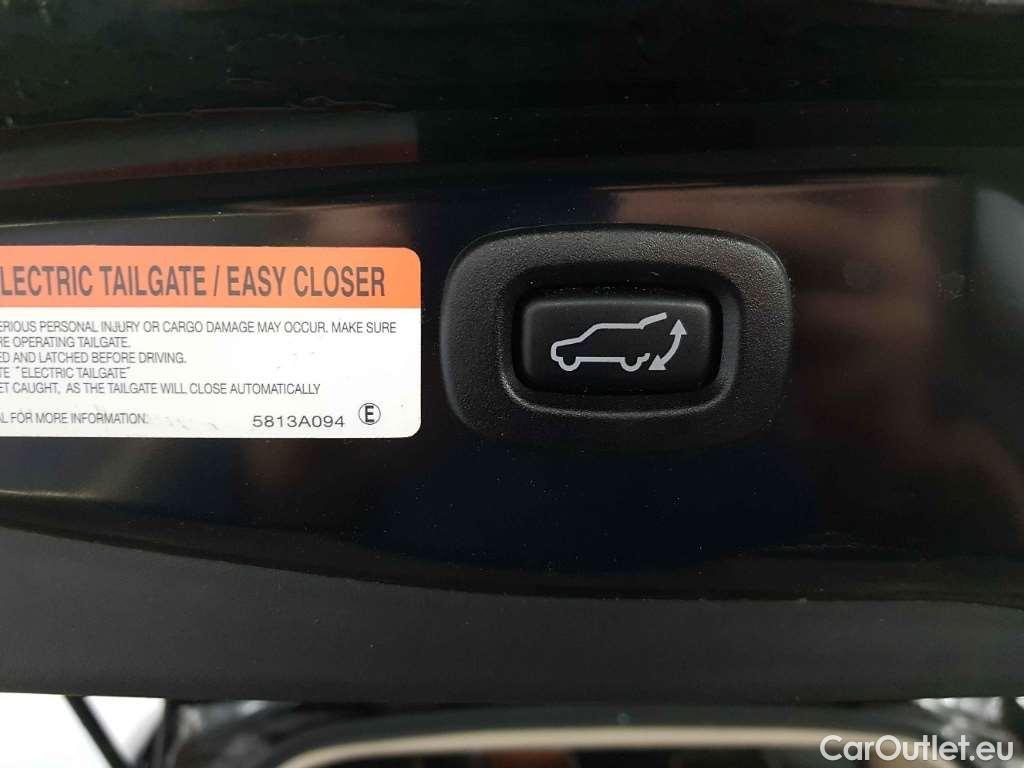 LECTRIC TAILGATE / EASY CLOSER
ERIOUS PERSONAL INJURY OR CARGO DAMAGE MAY OCCUR. MAKE SURE
RE OPERATING TAILGATE.
ED AND LATCHED BEFORE DRIVING.
TE "ELECTRIC TAILGATE"
ET CAUGHT, AS THE TAILGATE WILL CLOSE AUTOMATICALLY
AL FOR MORE INFORMATION.
5813A094 Ⓔ
CarOutlet.eu